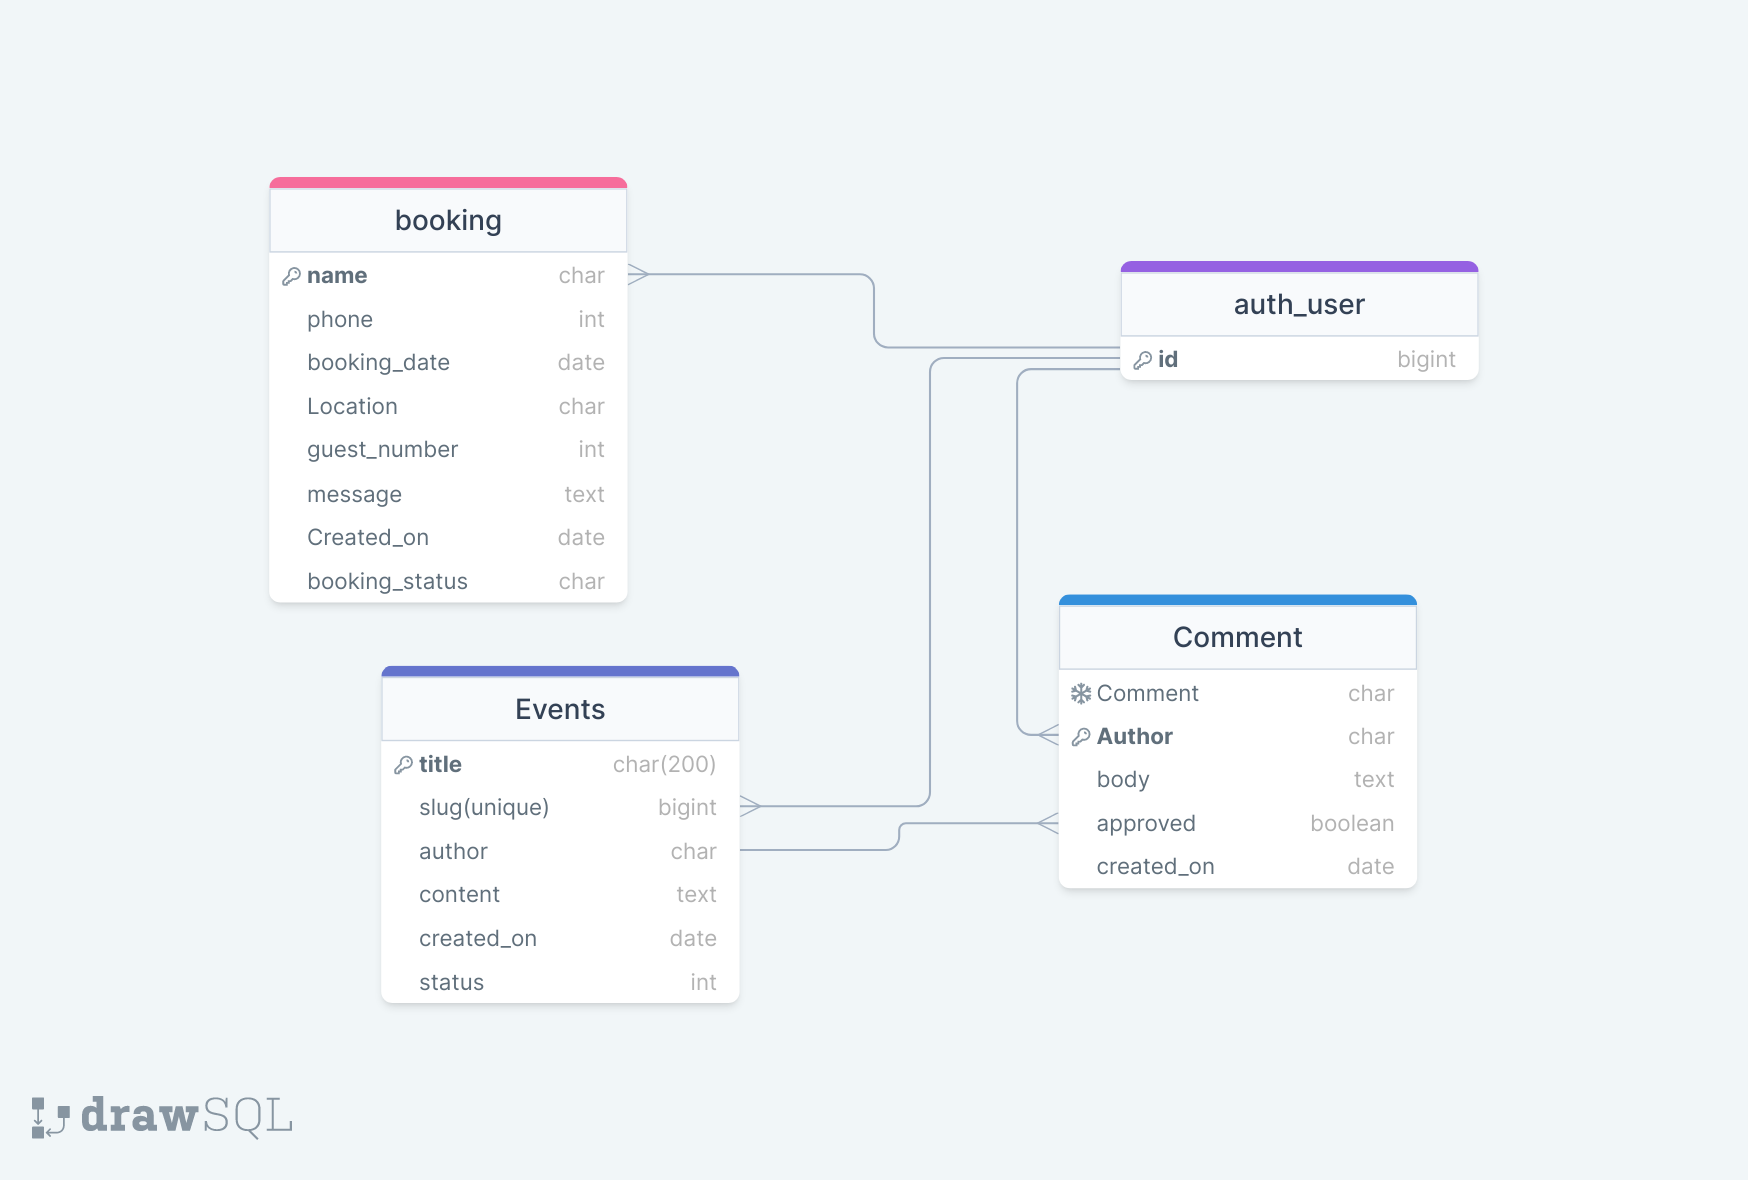 booking
name char
phone int
booking_date date
Location char
guest_number int
message text
Created_on date
booking_status char
auth_user
id bigint
Events
title char(200)
slug(unique) bigint
author char
content text
created_on date
status int
Comment
Comment char
Author char
body text
approved boolean
created_on date
drawSQL